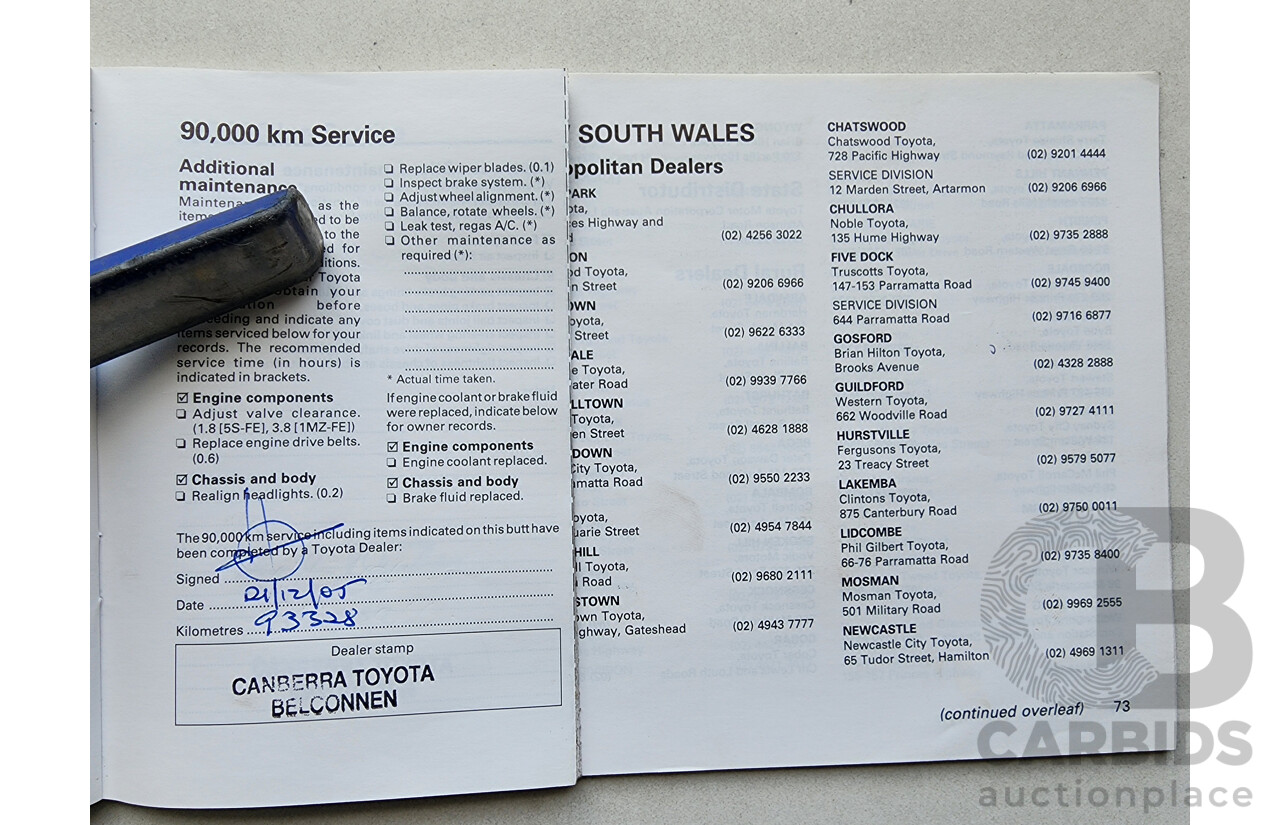 90,000 km Service
Additional
maintenance
as the
to be
to the
for
Toyota
your
before
and indicate any
items serviced below for your
records. The recommended
service time (in hours) is
indicated in brackets.
☑ Engine components
❏ Adjust valve clearance.
(1.8 [5S-FE], 3.8 [1MZ-FE])
❏ Replace engine drive belts.
(0.6)
☑ Chassis and body
❏ Realign headlights. (0.2)
❏ Replace wiper blades. (0.1)
❏ Inspect brake system. (*)
❏ Adjust wheel alignment. (*)
❏ Balance, rotate wheels. (*)
❏ Leak test, regas A/C. (*)
❏ Other maintenance as
required (*):
* Actual time taken.
If engine coolant or brake fluid
were replaced, indicate below
for owner records.
☑ Engine components
❏ Engine coolant replaced.
☑ Chassis and body
❏ Brake fluid replaced.
The 90,000 km service including items indicated on this butt have
been completed by a Toyota Dealer:
Signed
Date 21/12/05
Kilometres 93328
Dealer stamp
CANBERRA TOYOTA
BELCONNEN
SOUTH WALES
opolitan Dealers
ARK
ota,
es Highway and
(02) 4256 3022
ON
d Toyota,
n Street (02) 9206 6966
OWN
oyota,
Street (02) 9622 6333
ALE
e Toyota,
ater Road (02) 9939 7766
LLTOWN
Toyota,
en Street (02) 4628 1888
DOWN
City Toyota,
matta Road (02) 9550 2233
oyota,
uarie Street (02) 4954 7844
HILL
ll Toyota,
Road (02) 9680 2111
STOWN
own Toyota,
ghway, Gateshead (02) 4943 7777
CHATSWOOD
Chatswood Toyota,
728 Pacific Highway (02) 9201 4444
SERVICE DIVISION
12 Marden Street, Artarmon (02) 9206 6966
CHULLORA
Noble Toyota,
135 Hume Highway (02) 9735 2888
FIVE DOCK
Truscotts Toyota,
147-153 Parramatta Road (02) 9745 9400
SERVICE DIVISION
644 Parramatta Road (02) 9716 6877
GOSFORD
Brian Hilton Toyota,
Brooks Avenue (02) 4328 2888
GUILDFORD
Western Toyota,
662 Woodville Road (02) 9727 4111
HURSTVILLE
Fergusons Toyota,
23 Treacy Street (02) 9579 5077
LAKEMBA
Clintons Toyota,
875 Canterbury Road (02) 9750 0011
LIDCOMBE
Phil Gilbert Toyota,
66-76 Parramatta Road (02) 9735 8400
MOSMAN
Mosman Toyota,
501 Military Road (02) 9969 2555
NEWCASTLE
Newcastle City Toyota,
65 Tudor Street, Hamilton (02) 4969 1311
(continued overleaf) 73
CB
CARBIDS
auctionplace